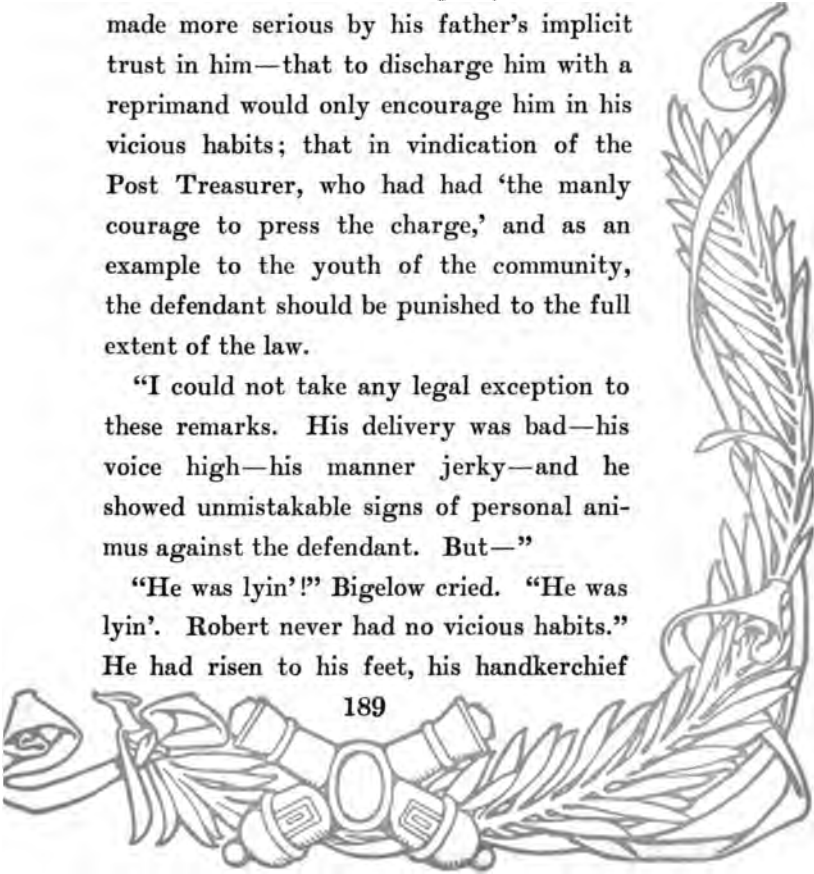 made more serious by his father's implicit
trust in him—that to discharge him with a
reprimand would only encourage him in his
vicious habits; that in vindication of the
Post Treasurer, who had had 'the manly
courage to press the charge,' and as an
example to the youth of the community,
the defendant should be punished to the full
extent of the law.
"I could not take any legal exception to
these remarks. His delivery was bad—his
voice high—his manner jerky—and he
showed unmistakable signs of personal ani-
mus against the defendant. But—"
"He was lyin'!" Bigelow cried. "He was
lyin'. Robert never had no vicious habits."
He had risen to his feet, his handkerchief
189